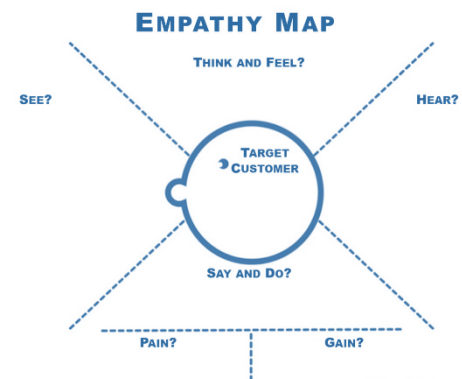 EMPATHY MAP
THINK AND FEEL?
SEE?
HEAR?
TARGET
CUSTOMER
SAY AND DO?
PAIN?
GAIN?